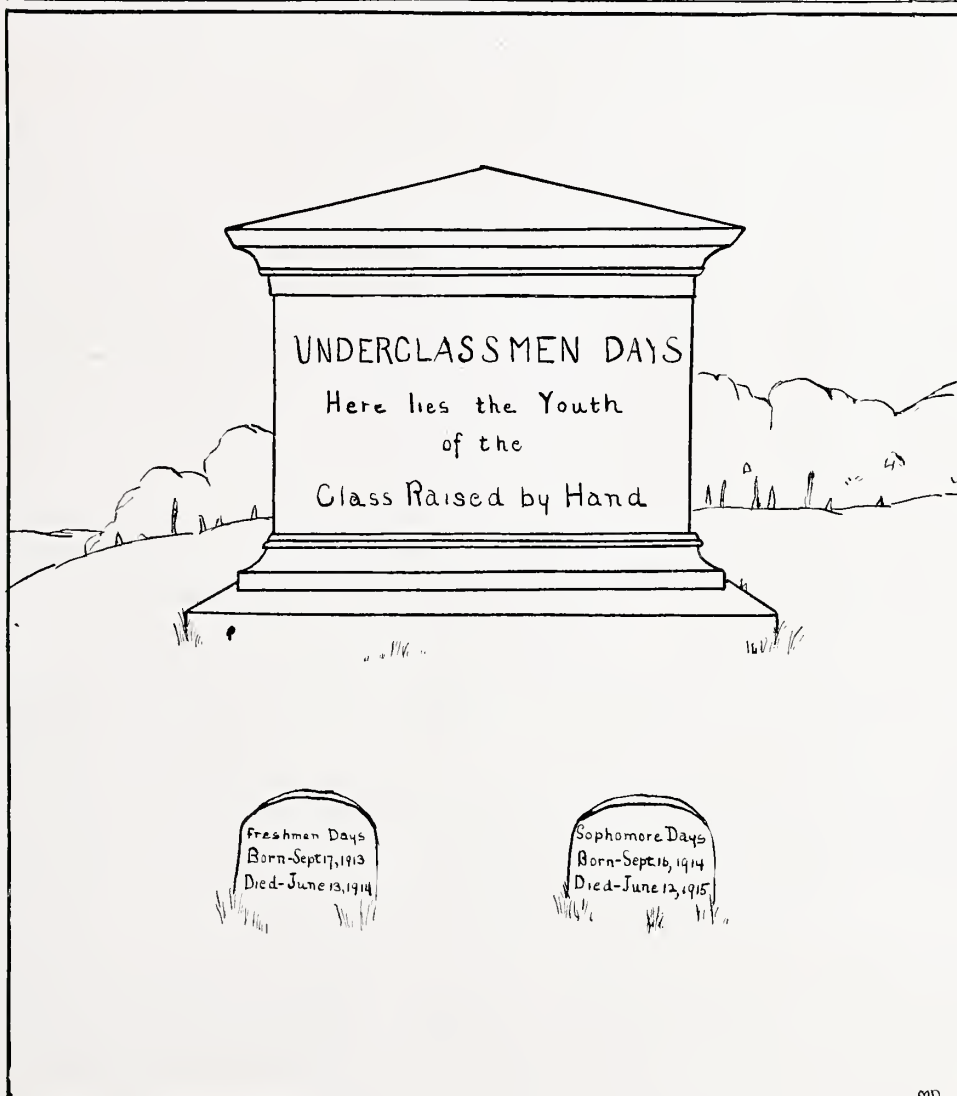 UNDERCLASSMEN DAYS
Here lies the Youth
of the
Class Raised by Hand
Freshman Days
Born-Sept 17, 1913
Died-June 13, 1914
Sophomore Days
Born-Sept. 16, 1914
Died-June 12, 1915